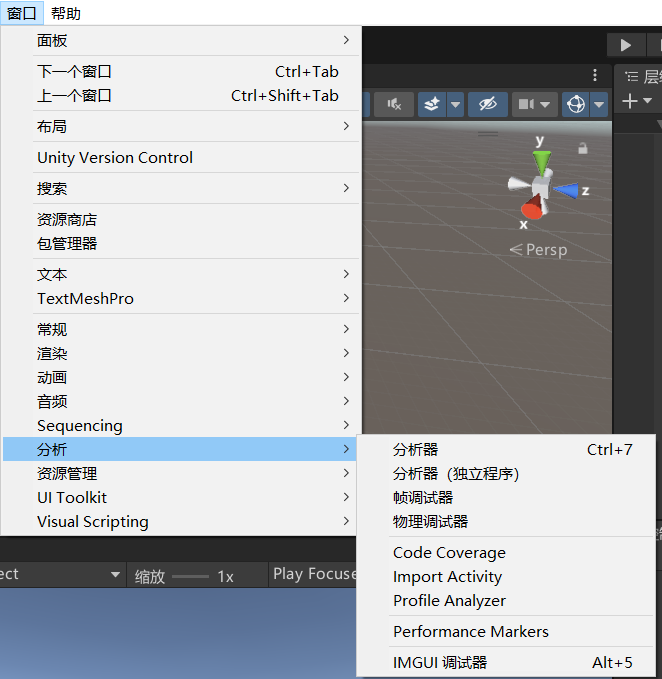 窗口 帮助
面板
下一个窗口 Ctrl+Tab
上一个窗口 Ctrl+Shift+Tab
布局
Unity Version Control
搜索
资源商店
包管理器
文本
TextMeshPro
常规
渲染
动画
音频
Sequencing
分析
资源管理
UI Toolkit
Visual Scripting
y
z
x
Persp
分析器 Ctrl+7
分析器（独立程序）
帧调试器
物理调试器
Code Coverage
Import Activity
Profile Analyzer
Performance Markers
IMGUI 调试器 Alt+5
ect 缩放 1x Play Focuse